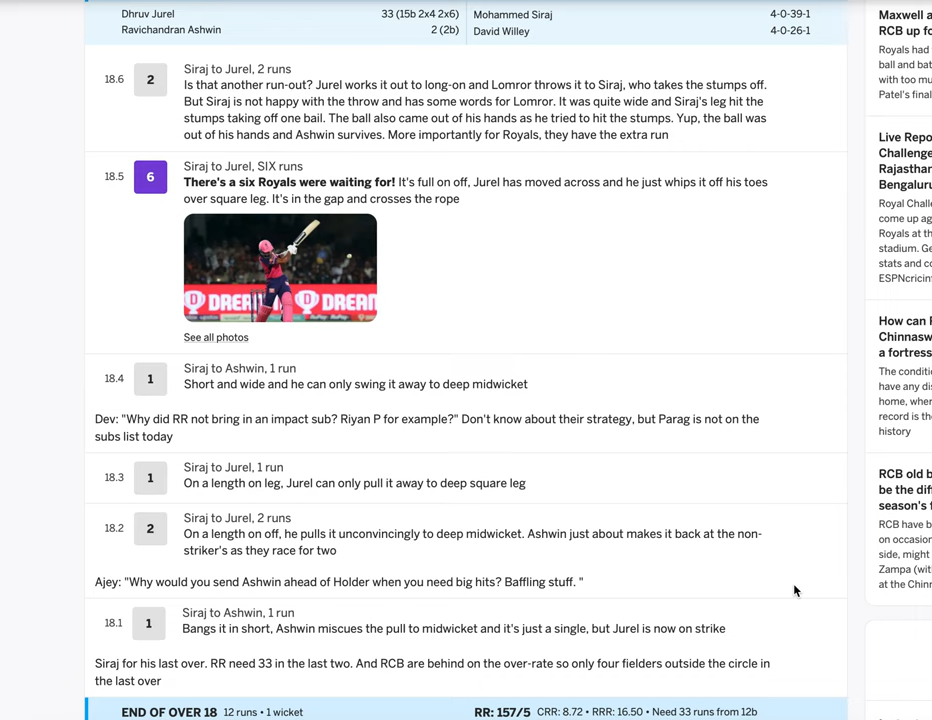 Dhruv Jurel 33 (15b 2x4 2x6) Mohammed Siraj 4-0-39-1
Ravichandran Ashwin 2 (2b) David Willey 4-0-26-1
18.6 2 Siraj to Jurel, 2 runs
Is that another run-out? Jurel works it out to long-on and Lomror throws it to Siraj, who takes the stumps off.
But Siraj is not happy with the throw and has some words for Lomror. It was quite wide and Siraj's leg hit the
stumps taking off one bail. The ball also came out of his hands as he tried to hit the stumps. Yup, the ball was
out of his hands and Ashwin survives. More importantly for Royals, they have the extra run
18.5 6 Siraj to Jurel, SIX runs
There's a six Royals were waiting for! It's full on off, Jurel has moved across and he just whips it off his toes
over square leg. It's in the gap and crosses the rope
DREAM
DREAM
See all photos
18.4 1 Siraj to Ashwin, 1 run
Short and wide and he can only swing it away to deep midwicket
Dev: "Why did RR not bring in an impact sub? Riyan P for example?" Don't know about their strategy, but Parag is not on the
subs list today
18.3 1 Siraj to Jurel, 1 run
On a length on leg, Jurel can only pull it away to deep square leg
18.2 2 Siraj to Jurel, 2 runs
On a length on off, he pulls it unconvincingly to deep midwicket. Ashwin just about makes it back at the non-
striker's as they race for two
Ajey: "Why would you send Ashwin ahead of Holder when you need big hits? Baffling stuff. "
18.1 1 Siraj to Ashwin, 1 run
Bangs it in short, Ashwin miscues the pull to midwicket and it's just a single, but Jurel is now on strike
Siraj for his last over. RR need 33 in the last two. And RCB are behind on the over-rate so only four fielders outside the circle in
the last over
END OF OVER 18 12 runs • 1 wicket RR: 157/5 CRR: 8.72 • RRR: 16.50 • Need 33 runs from 12b
Maxwell a
RCB up fo
Royals had
ball and bat
with too mu
Patel's final
Live Repo
Challenge
Rajasthan
Bengaluru
Royal Challe
come up ag
Royals at th
stadium. Ge
stats and co
ESPNcricinf
How can R
Chinnasw
a fortress
The conditio
have any dis
home, wher
record is the
history
RCB old b
be the diff
season's f
RCB have b
on occasion
side, might
Zampa (wit
at the Chinn